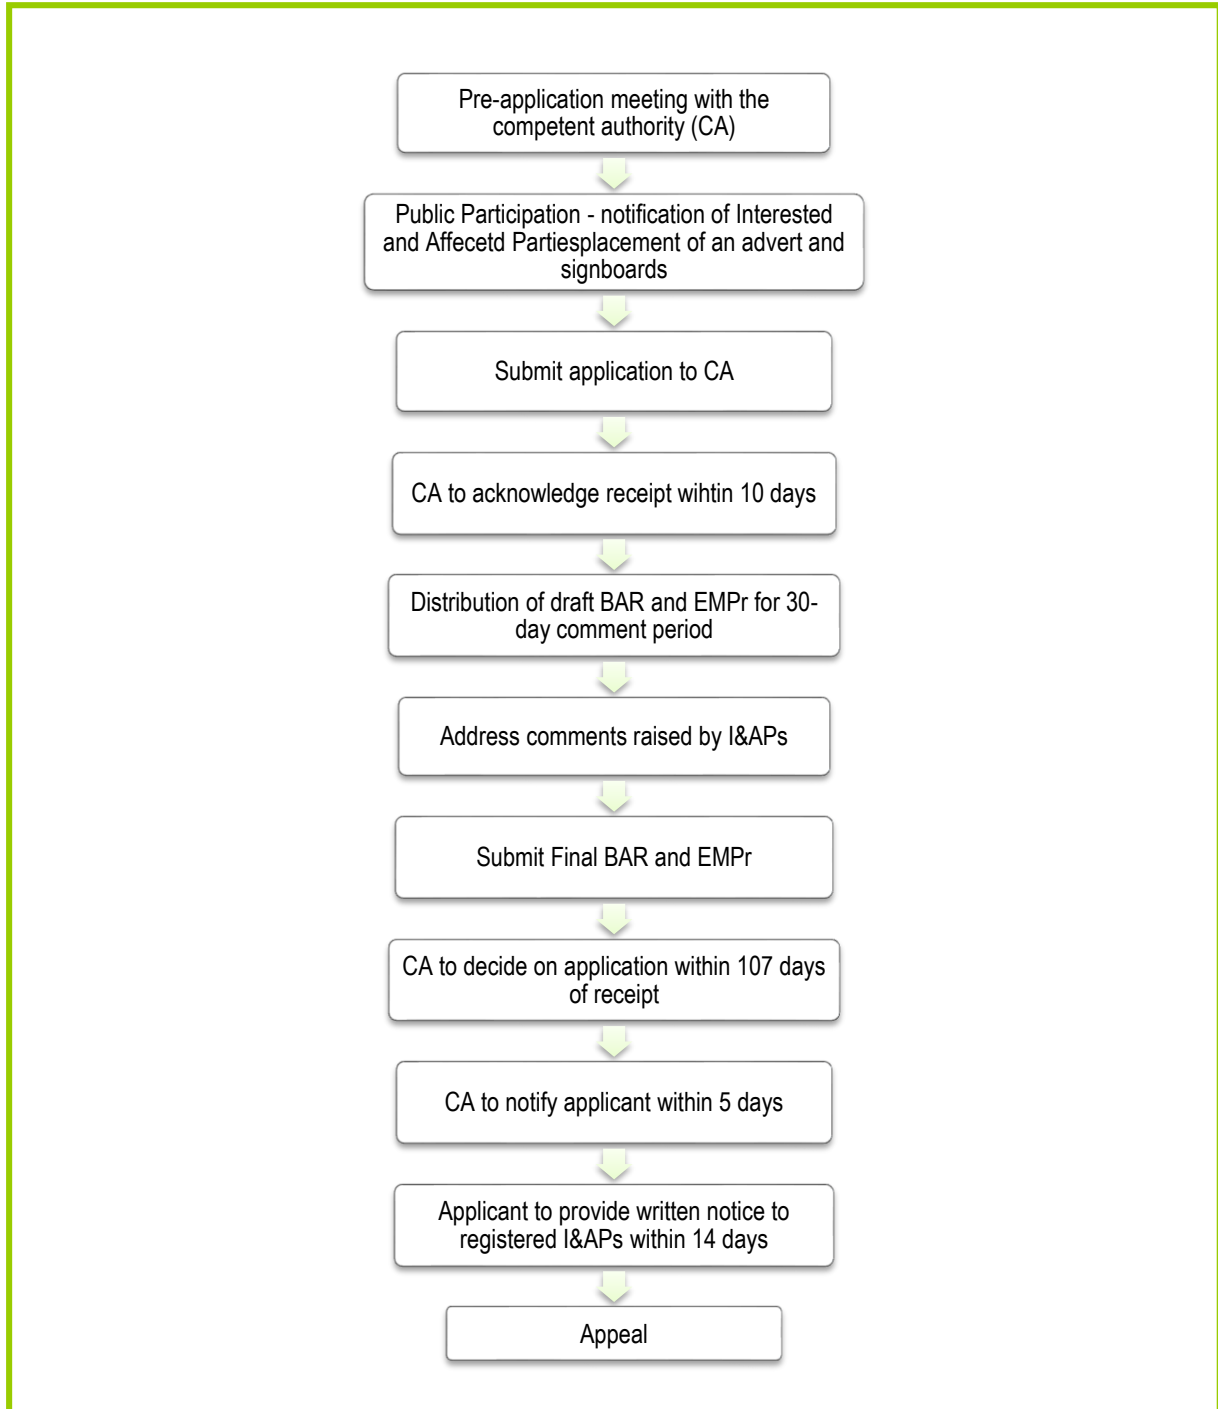 Pre-application meeting with the
competent authority (CA)
Public Participation - notification of Interested
and Affecetd Partiesplacement of an advert and
signboards
Submit application to CA
CA to acknowledge receipt wihtin 10 days
Distribution of draft BAR and EMPr for 30-
day comment period
Address comments raised by I&APs
Submit Final BAR and EMPr
CA to decide on application within 107 days
of receipt
CA to notify applicant within 5 days
Applicant to provide written notice to
registered I&APs within 14 days
Appeal